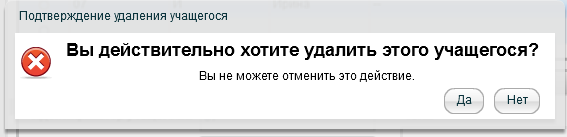 Подтверждение удаления учащегося
Вы действительно хотите удалить этого учащегося?
Вы не можете отменить это действие.
Да Нет